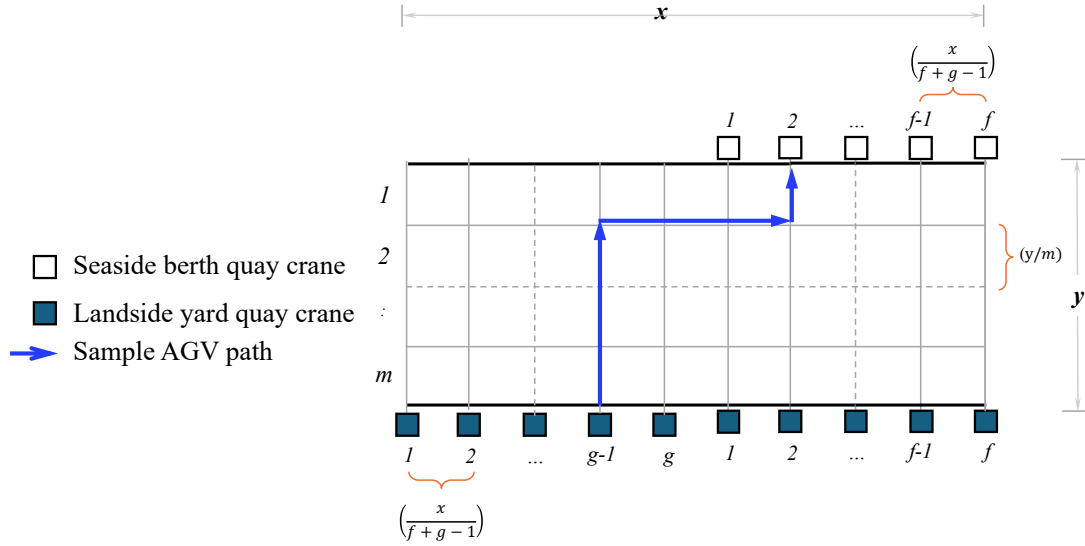 x
(x/(f+g−1))
1 2 ... f-1 f
1
2
:
m
(y/m)
y
Seaside berth quay crane
Landside yard quay crane
Sample AGV path
1 2 ... g-1 g 1 2 ... f-1 f
(x/(f+g−1))